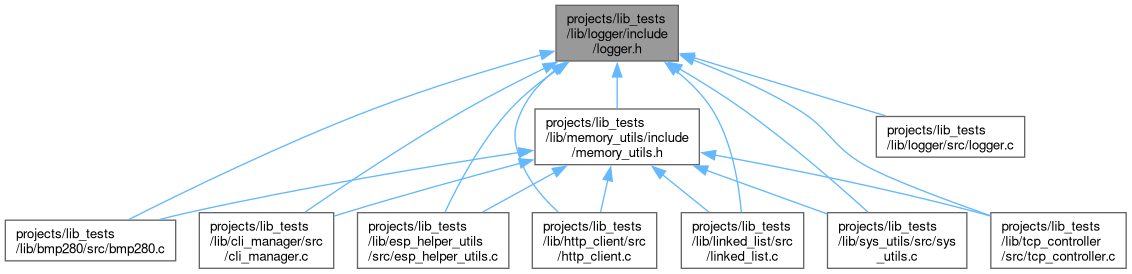 projects/lib_tests
/lib/logger/include
/logger.h
projects/lib_tests
/lib/memory_utils/include
/memory_utils.h
projects/lib_tests
/lib/logger/src/logger.c
projects/lib_tests
/lib/bmp280/src/bmp280.c
projects/lib_tests
/lib/cli_manager/src
/cli_manager.c
projects/lib_tests
/lib/esp_helper_utils
/src/esp_helper_utils.c
projects/lib_tests
/lib/http_client/src
/http_client.c
projects/lib_tests
/lib/linked_list/src
/linked_list.c
projects/lib_tests
/lib/sys_utils/src/sys
_utils.c
projects/lib_tests
/lib/tcp_controller
/src/tcp_controller.c